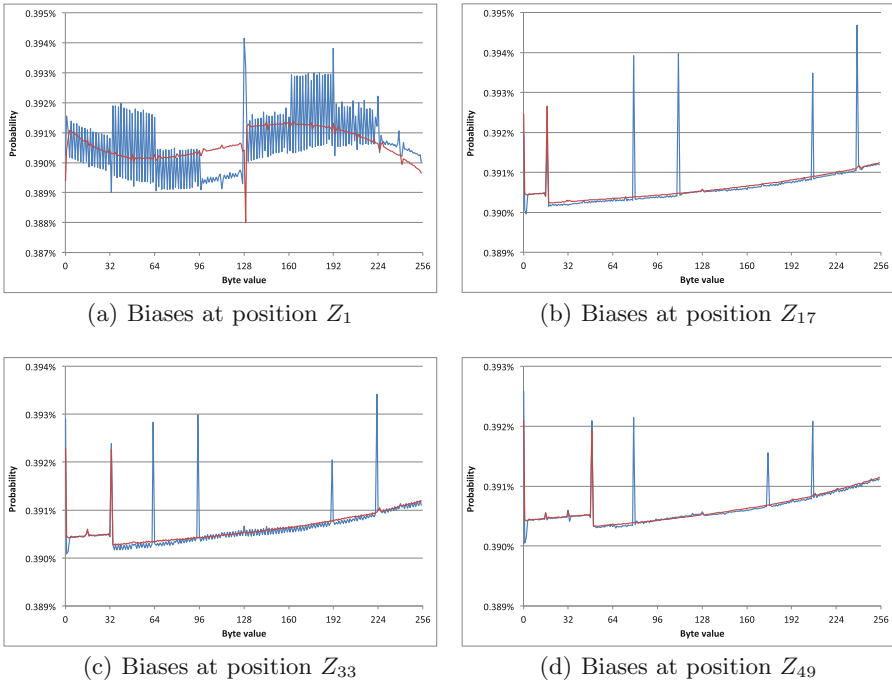 0.395%
0.394%
0.393%
0.392%
0.391%
0.390%
0.389%
0.388%
0.387%
Probability
0 32 64 96 128 160 192 224 256
Byte value
(a) Biases at position Z1
0.395%
0.394%
0.393%
0.392%
0.391%
0.390%
0.389%
Probability
0 32 64 96 128 160 192 224 256
Byte value
(b) Biases at position Z17
0.394%
0.393%
0.392%
0.391%
0.390%
0.389%
Probability
0 32 64 96 128 160 192 224 256
Byte value
(c) Biases at position Z33
0.393%
0.392%
0.391%
0.390%
0.389%
Probability
0 32 64 96 128 160 192 224 256
Byte value
(d) Biases at position Z49